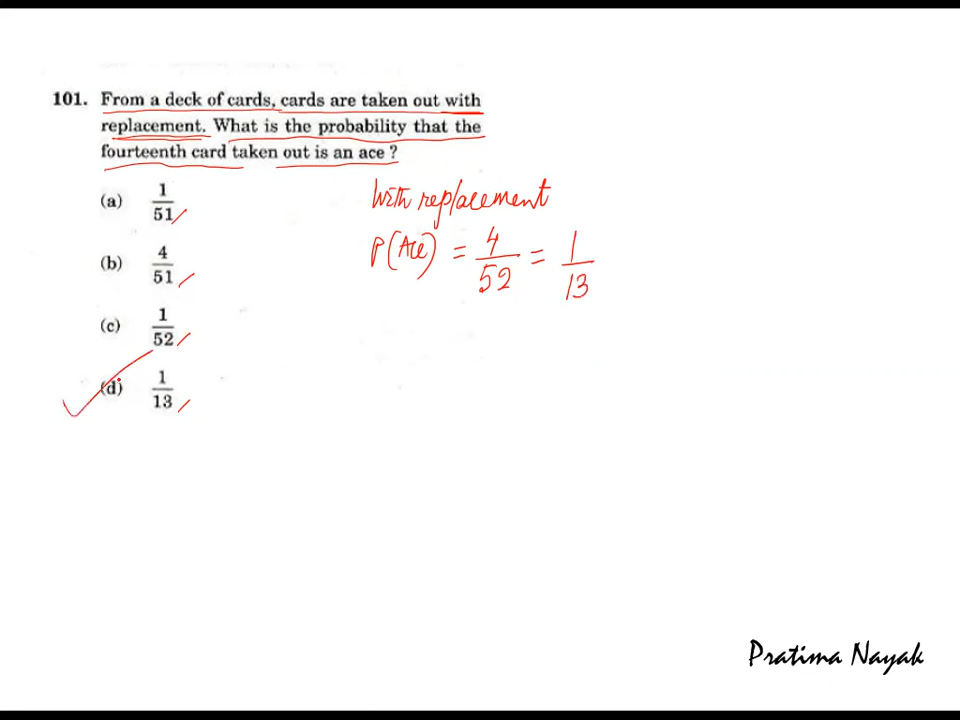 101. From a deck of cards, cards are taken out with
replacement. What is the probability that the
fourteenth card taken out is an ace ?
(a) 1/51
(b) 4/51
(c) 1/52
(d) 1/13
With replacement
P(Ace) = 4/52 = 1/13
Pratima Nayak